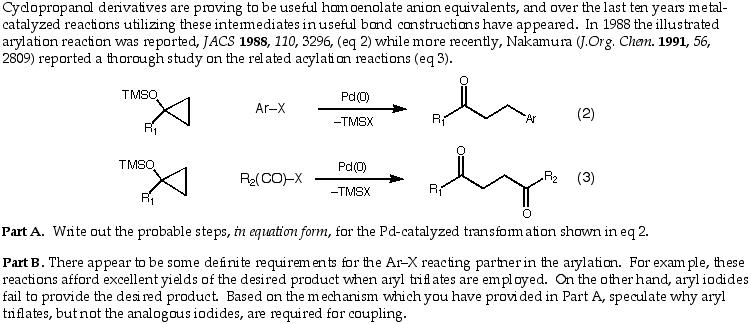 Cyclopropanol derivatives are proving to be useful homoenolate anion equivalents, and over the last ten years metal-
catalyzed reactions utilizing these intermediates in useful bond constructions have appeared. In 1988 the illustrated
arylation reaction was reported, JACS 1988, 110, 3296, (eq 2) while more recently, Nakamura (J.Org. Chem. 1991, 56,
2809) reported a thorough study on the related acylation reactions (eq 3).
TMSO
R1
Ar–X
Pd(0)
–TMSX
O
R1
Ar
(2)
TMSO
R1
R2(CO)–X
Pd(0)
–TMSX
O
R1
R2
O
(3)
Part A. Write out the probable steps, in equation form, for the Pd-catalyzed transformation shown in eq 2.
Part B. There appear to be some definite requirements for the Ar–X reacting partner in the arylation. For example, these
reactions afford excellent yields of the desired product when aryl triflates are employed. On the other hand, aryl iodides
fail to provide the desired product. Based on the mechanism which you have provided in Part A, speculate why aryl
triflates, but not the analogous iodides, are required for coupling.